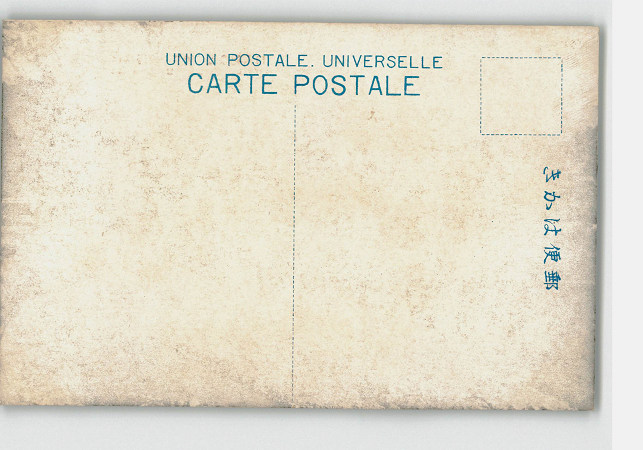 UNION POSTALE. UNIVERSELLE
CARTE POSTALE
きかは便郵